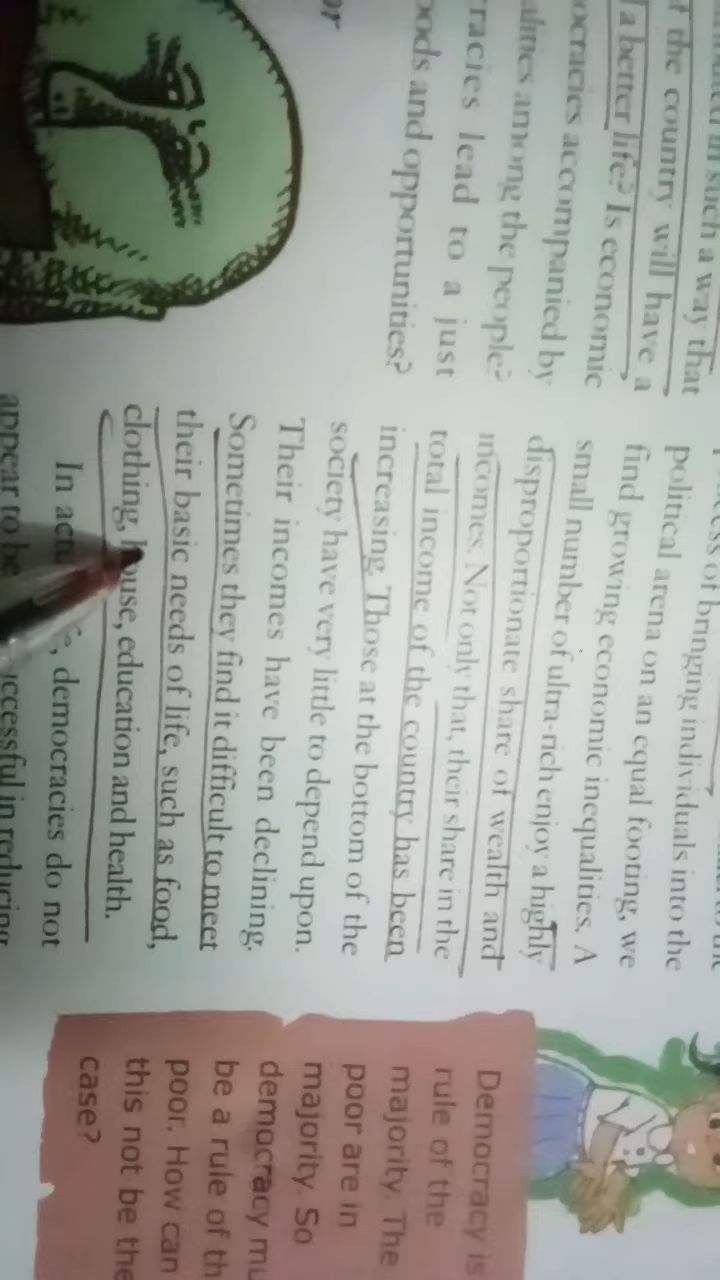 in such a way that
the country will have a
a better life? Is economic
accompanied by
among the people?
lead to a just
and opportunities?
or
of bringing individuals into the
political arena on an equal footing, we
find growing economic inequalities. A
small number of ultra-rich enjoy a highly
disproportionate share of wealth and
incomes. Not only that, their share in the
total income of the country has been
increasing. Those at the bottom of the
society have very little to depend upon.
Their incomes have been declining.
Sometimes they find it difficult to meet
their basic needs of life, such as food,
clothing, house, education and health.
In , democracies do not
appear to be in reducing
Democracy is
rule of the
majority. The
poor are in
majority. So
democracy
be a rule of
poor. How can
this not be the
case?